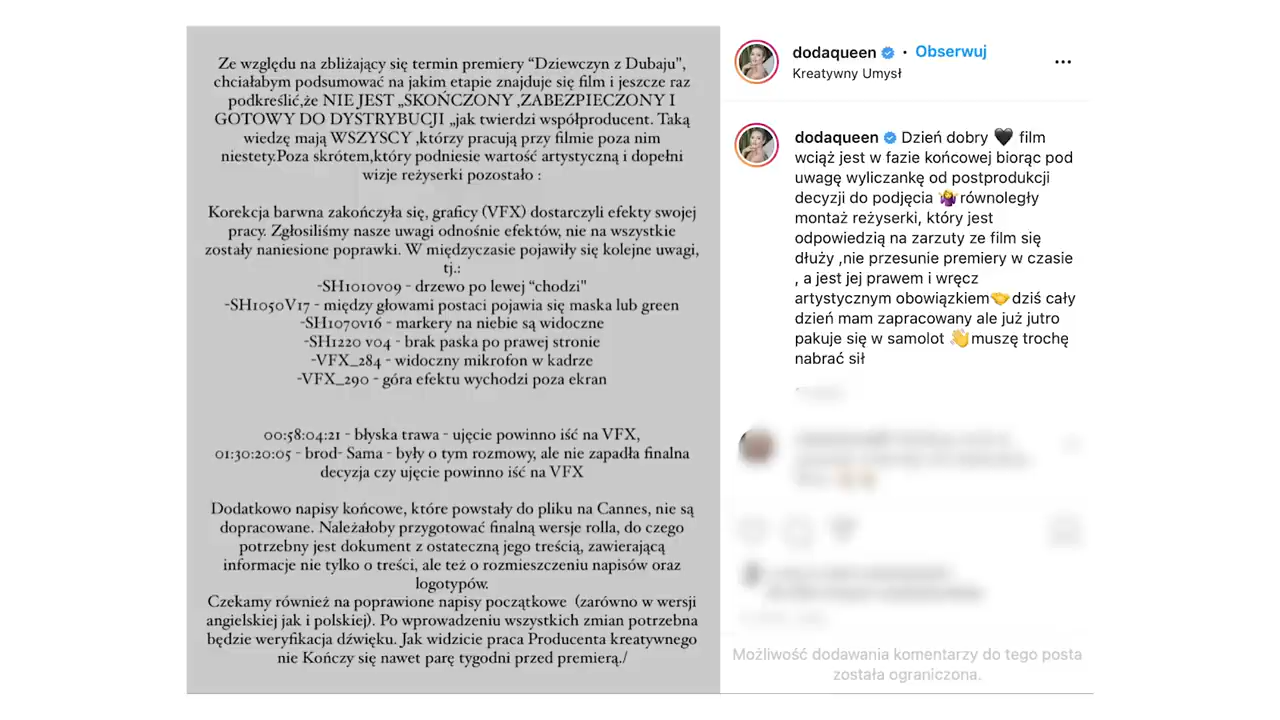 Ze względu na zbliżający się termin premiery “Dziewczyn z Dubaju",
chciałabym podsumować na jakim etapie znajduje się film i jeszcze raz
podkreślić,że NIE JEST „SKOŃCZONY ,ZABEZPIECZONY I
GOTOWY DO DYSTRYBUCJI „jak twierdzi współproducent. Taką
wiedzę mają WSZYSCY ,którzy pracują przy filmie poza nim
niestety.Poza skrótem,który podniesie wartość artystyczną i dopełni
wizje reżyserki pozostało :
Korekcja barwna zakończyła się, graficy (VFX) dostarczyli efekty swojej
pracy. Zgłosiliśmy nasze uwagi odnośnie efektów, nie na wszystkie
zostały naniesione poprawki. W międzyczasie pojawiły się kolejne uwagi,
tj.:
-SH1010v09 - drzewo po lewej “chodzi"
-SH1050V17 - między głowami postaci pojawia się maska lub green
-SH1070v16 - markery na niebie są widoczne
-SH1220 v04 - brak paska po prawej stronie
-VFX_284 - widoczny mikrofon w kadrze
-VFX_290 - góra efektu wychodzi poza ekran
00:58:04:21 - błyska trawa - ujęcie powinno iść na VFX,
01:30:20:05 - brod- Sama - były o tym rozmowy, ale nie zapadła finalna
decyzja czy ujęcie powinno iść na VFX
Dodatkowo napisy końcowe, które powstały do pliku na Cannes, nie są
dopracowane. Należałoby przygotować finalną wersje rolla, do czego
potrzebny jest dokument z ostateczną jego treścią, zawierającą
informacje nie tylko o treści, ale też o rozmieszczeniu napisów oraz
logotypów.
Czekamy również na poprawione napisy początkowe (zarówno w wersji
angielskiej jak i polskiej). Po wprowadzeniu wszystkich zmian potrzebna
będzie weryfikacja dźwięku. Jak widzicie praca Producenta kreatywnego
nie Kończy się nawet parę tygodni przed premierą./
dodaqueen • Obserwuj
Kreatywny Umysł
dodaqueen Dzień dobry 🖤 film
wciąż jest w fazie końcowej biorąc pod
uwagę wyliczankę od postprodukcji
decyzji do podjęcia 🤷‍♀️równoległy
montaż reżyserki, który jest
odpowiedzią na zarzuty ze film się
dłuży ,nie przesunie premiery w czasie
, a jest jej prawem i wręcz
artystycznym obowiązkiem🤝dziś cały
dzień mam zapracowany ale już jutro
pakuje się w samolot 👋muszę trochę
nabrać sił
Możliwość dodawania komentarzy do tego posta
została ograniczona.